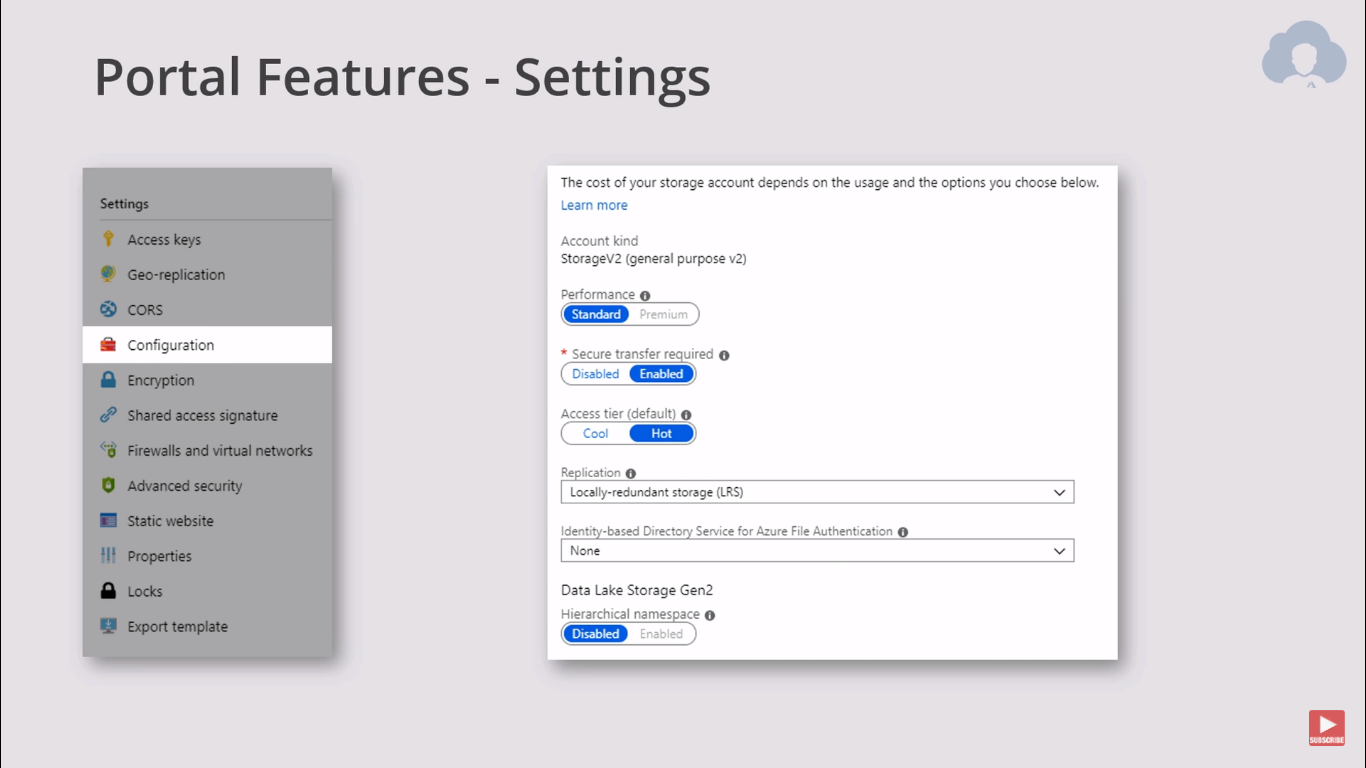 Portal Features - Settings
Settings
Access keys
Geo-replication
CORS
Configuration
Encryption
Shared access signature
Firewalls and virtual networks
Advanced security
Static website
Properties
Locks
Export template
The cost of your storage account depends on the usage and the options you choose below.
Learn more
Account kind
StorageV2 (general purpose v2)
Performance
Standard Premium
* Secure transfer required
Disabled Enabled
Access tier (default)
Cool Hot
Replication
Locally-redundant storage (LRS)
Identity-based Directory Service for Azure File Authentication
None
Data Lake Storage Gen2
Hierarchical namespace
Disabled Enabled
SUBSCRIBE